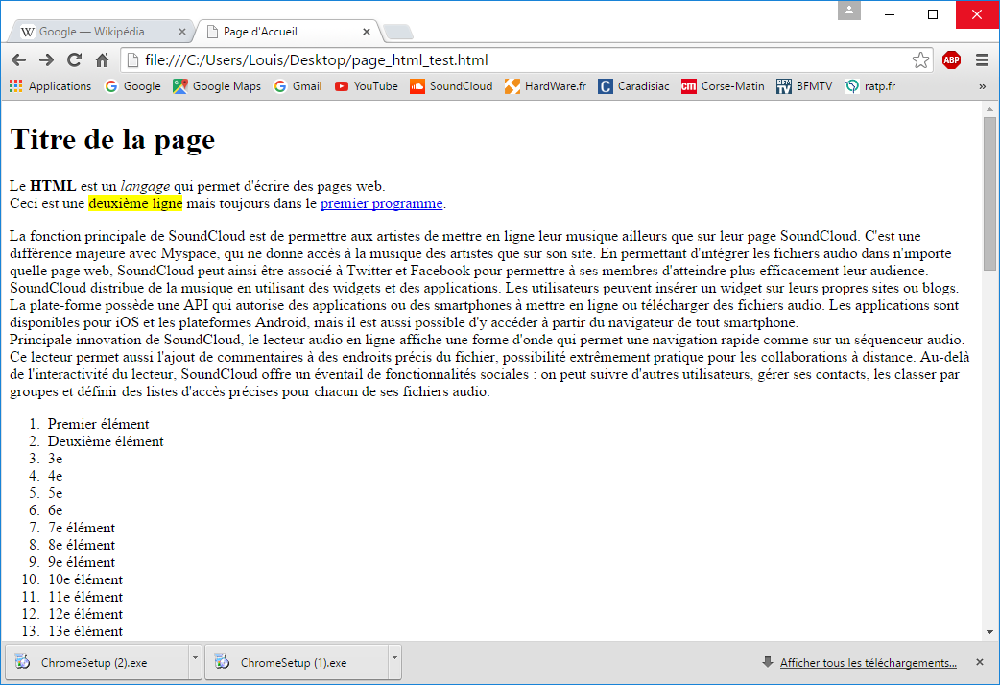 Google — Wikipédia
Page d'Accueil
file:///C:/Users/Louis/Desktop/page_html_test.html
ABP
Applications Google Google Maps Gmail YouTube SoundCloud HardWare.fr Caradisiac cm Corse-Matin BFM TV BFMTV ratp.fr »
Titre de la page
Le HTML est un langage qui permet d'écrire des pages web.
Ceci est une deuxième ligne mais toujours dans le premier programme.
La fonction principale de SoundCloud est de permettre aux artistes de mettre en ligne leur musique ailleurs que sur leur page SoundCloud. C'est une
différence majeure avec Myspace, qui ne donne accès à la musique des artistes que sur son site. En permettant d'intégrer les fichiers audio dans n'importe
quelle page web, SoundCloud peut ainsi être associé à Twitter et Facebook pour permettre à ses membres d'atteindre plus efficacement leur audience.
SoundCloud distribue de la musique en utilisant des widgets et des applications. Les utilisateurs peuvent insérer un widget sur leurs propres sites ou blogs.
La plate-forme possède une API qui autorise des applications ou des smartphones à mettre en ligne ou télécharger des fichiers audio. Les applications sont
disponibles pour iOS et les plateformes Android, mais il est aussi possible d'y accéder à partir du navigateur de tout smartphone.
Principale innovation de SoundCloud, le lecteur audio en ligne affiche une forme d'onde qui permet une navigation rapide comme sur un séquenceur audio.
Ce lecteur permet aussi l'ajout de commentaires à des endroits précis du fichier, possibilité extrêmement pratique pour les collaborations à distance. Au-delà
de l'interactivité du lecteur, SoundCloud offre un éventail de fonctionnalités sociales : on peut suivre d'autres utilisateurs, gérer ses contacts, les classer par
groupes et définir des listes d'accès précises pour chacun de ses fichiers audio.
1. Premier élément
2. Deuxième élément
3. 3e
4. 4e
5. 5e
6. 6e
7. 7e élément
8. 8e élément
9. 9e élément
10. 10e élément
11. 11e élément
12. 12e élément
13. 13e élément
ChromeSetup (2).exe
ChromeSetup (1).exe
Afficher tous les téléchargements...